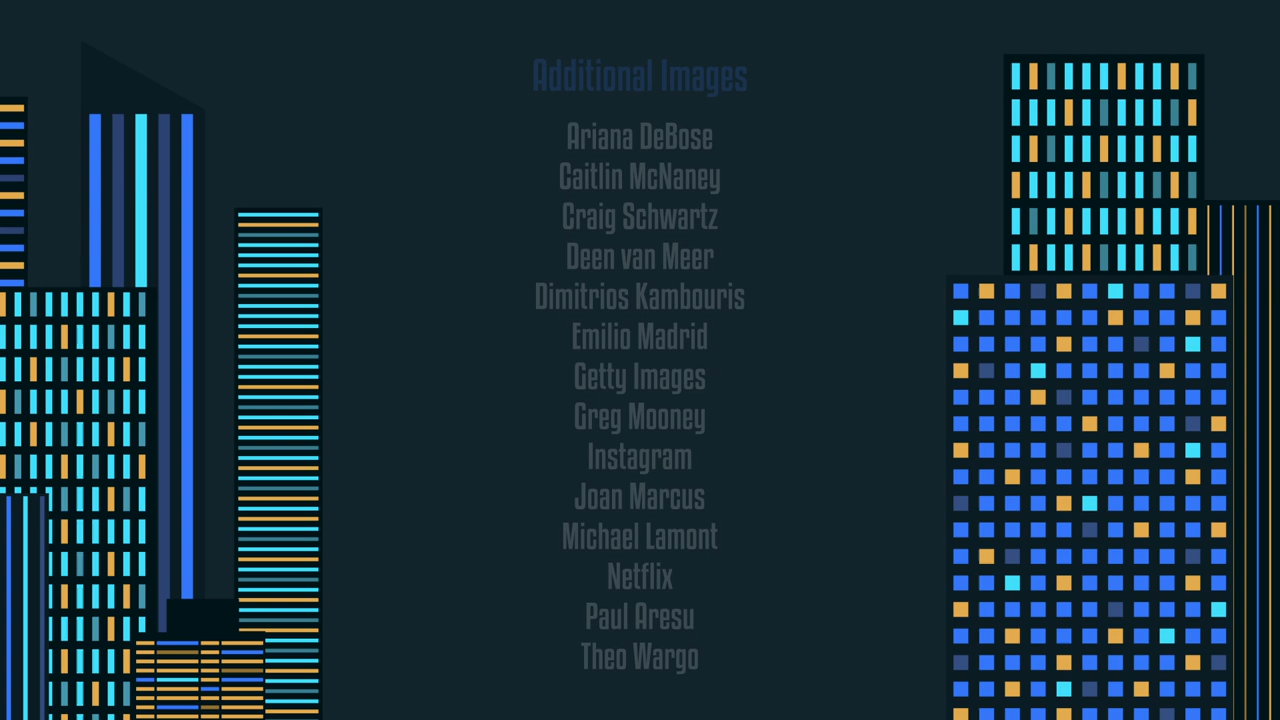 Additional Images
Ariana DeBose
Caitlin McNaney
Craig Schwartz
Deen van Meer
Dimitrios Kambouris
Emilio Madrid
Getty Images
Greg Mooney
Instagram
Joan Marcus
Michael Lamont
Netflix
Paul Aresu
Theo Wargo